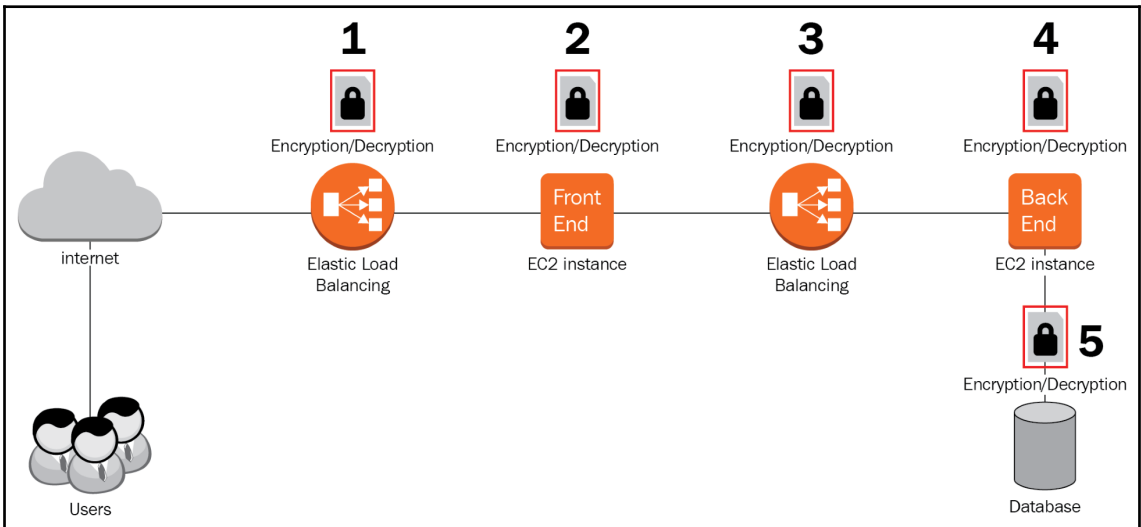 1
2
3
4
Encryption/Decryption
Encryption/Decryption
Encryption/Decryption
Encryption/Decryption
Front
End
Back
End
internet
Elastic Load
Balancing
EC2 instance
Elastic Load
Balancing
EC2 instance
5
Encryption/Decryption
Users
Database